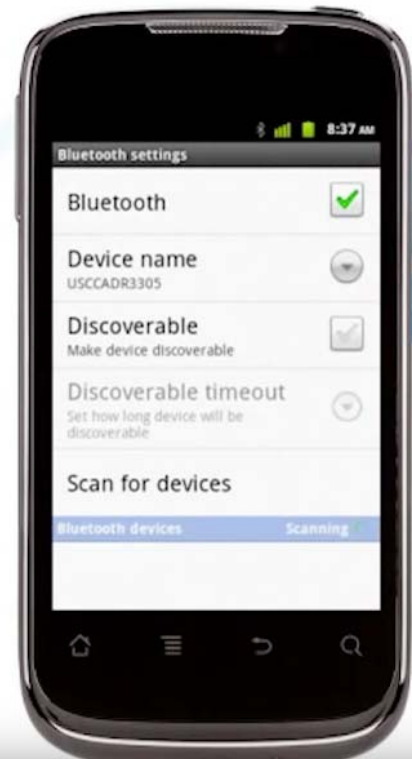 8:37 AM
Bluetooth settings
Bluetooth
Device name
USCCADR3305
Discoverable
Make device discoverable
Discoverable timeout
Set how long device will be
discoverable
Scan for devices
Bluetooth devices Scanning